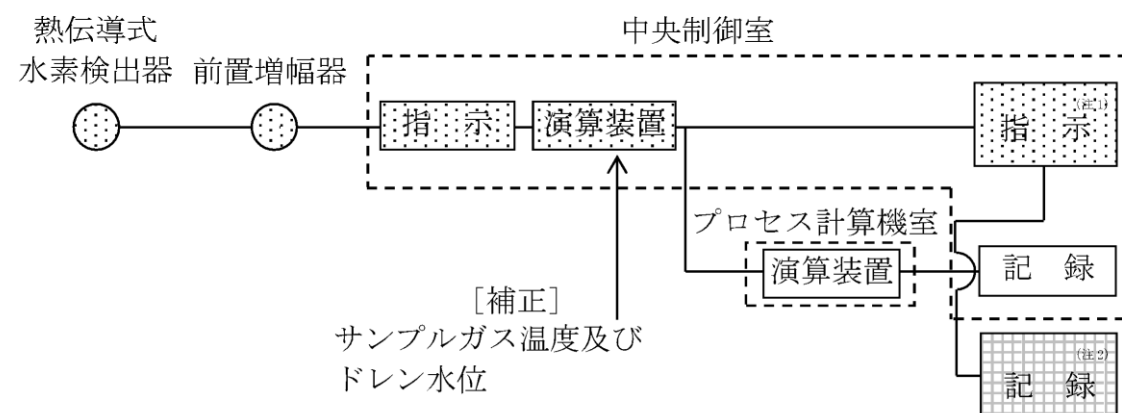 熱伝導式
水素検出器
前置増幅器
中央制御室
指 示
演算装置
(注1)
指 示
プロセス計算機室
演算装置
記 録
[補正]
サンプルガス温度及び
ドレン水位
(注2)
記 録